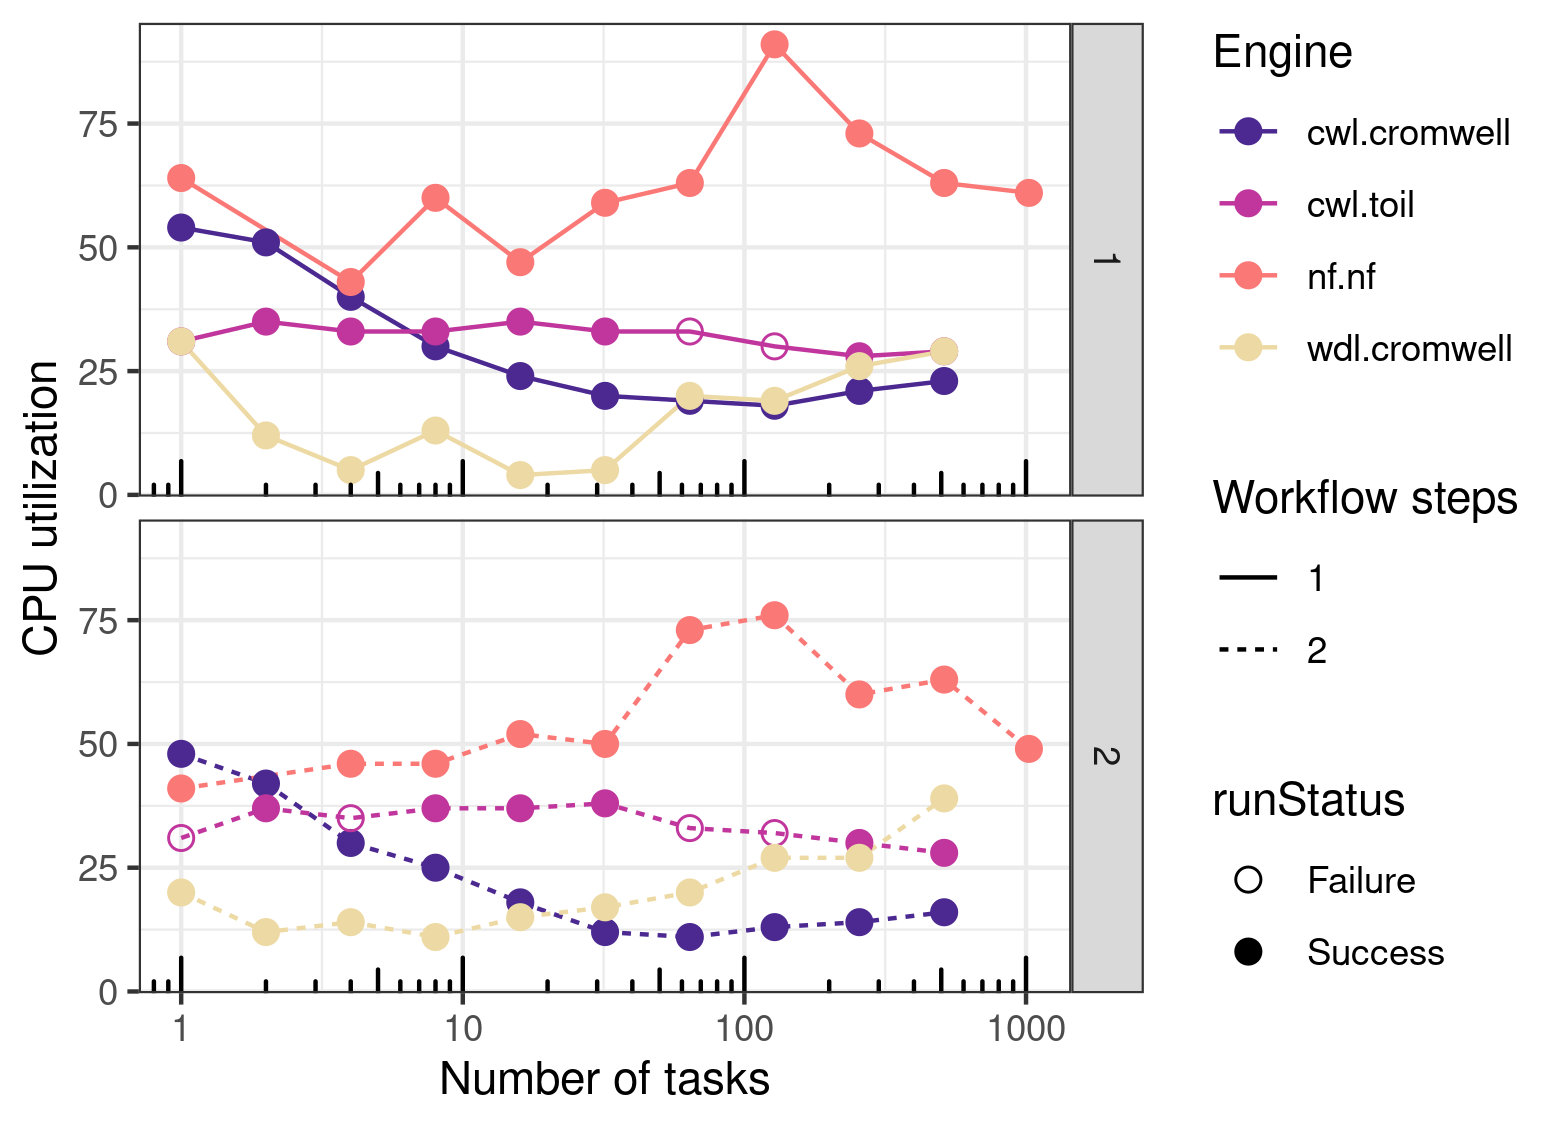 CPU utilization
75
50
25
0
1
75
50
25
0
2
1 10 100 1000
Number of tasks
Engine
cwl.cromwell
cwl.toil
nf.nf
wdl.cromwell
Workflow steps
1
2
runStatus
Failure
Success